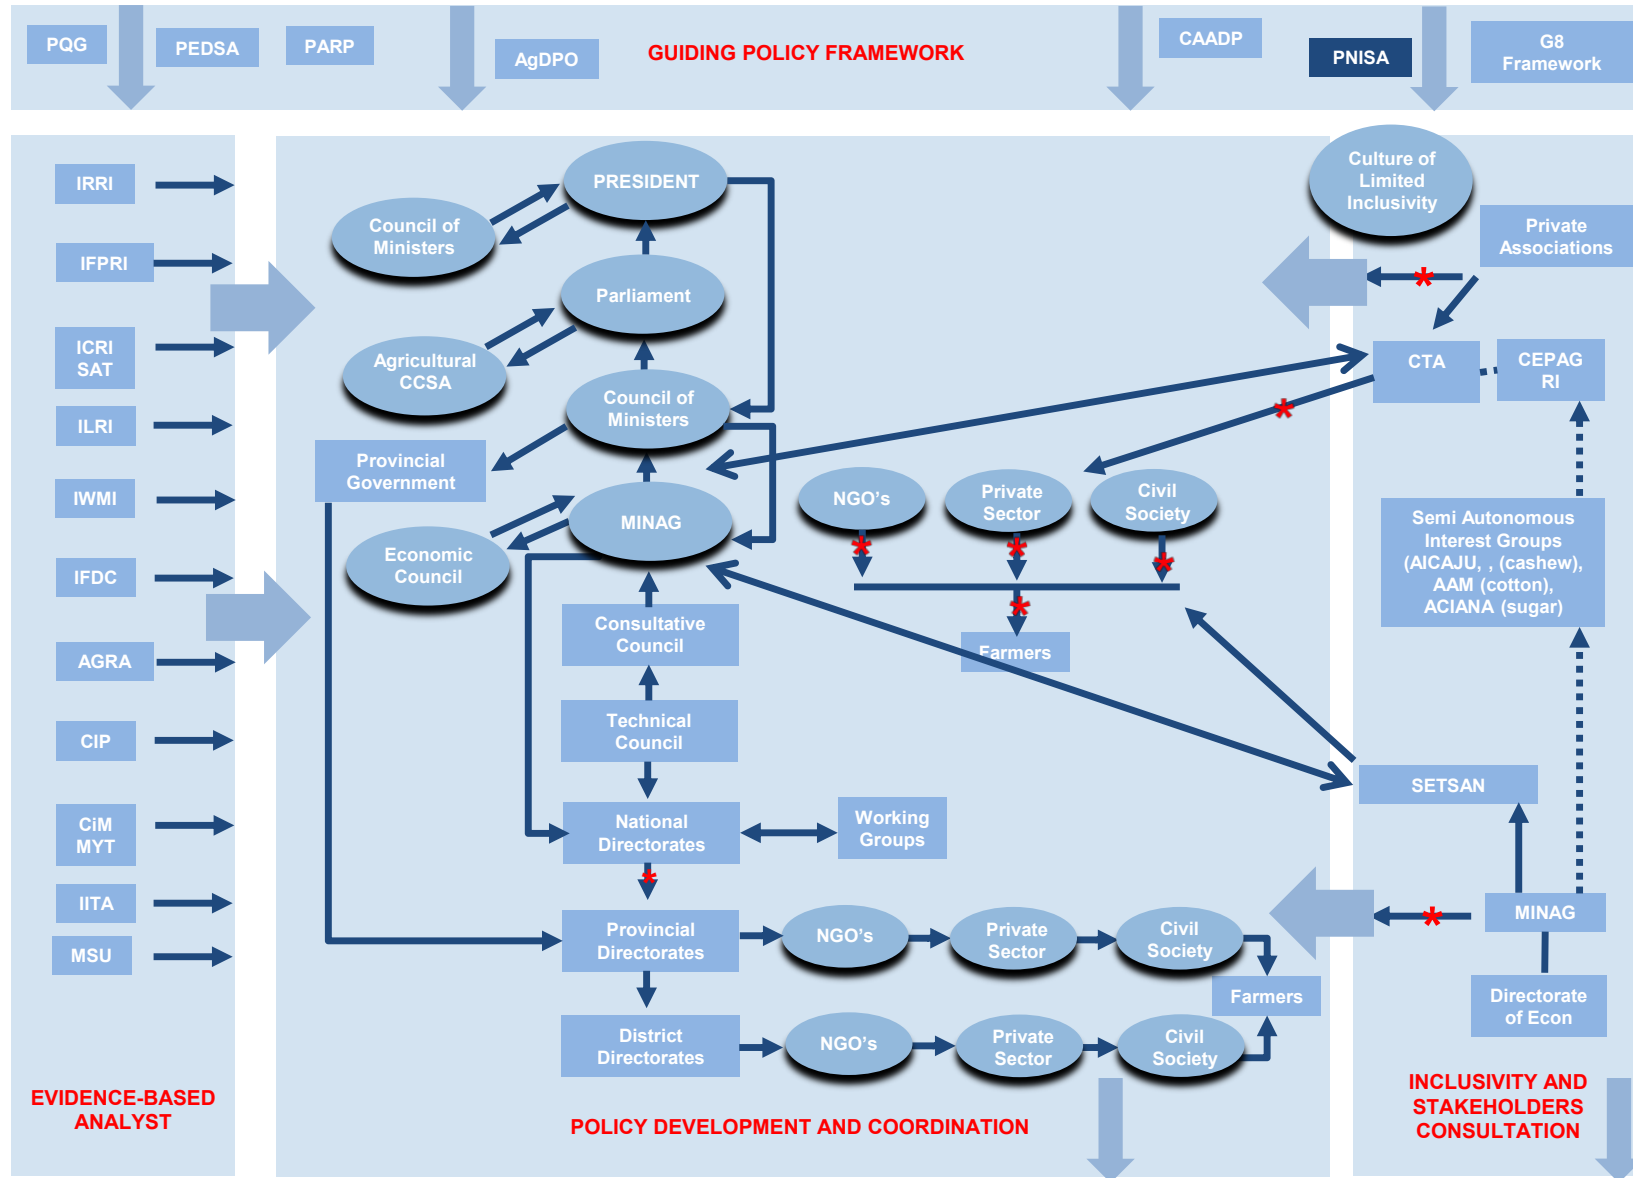 PQG
PEDSA
PARP
AgDPO
GUIDING POLICY FRAMEWORK
CAADP
PNISA
G8
Framework
IRRI
IFPRI
ICRI
SAT
ILRI
IWMI
IFDC
AGRA
CIP
CiM
MYT
IITA
MSU
EVIDENCE-BASED
ANALYST
PRESIDENT
Council of
Ministers
Parliament
Agricultural
CCSA
Council of
Ministers
Provincial
Government
MINAG
Economic
Council
NGO's
Private
Sector
Civil
Society
*
*
*
*
Farmers
Consultative
Council
Technical
Council
National
Directorates
Working
Groups
*
Provincial
Directorates
NGO's
Private
Sector
Civil
Society
Farmers
District
Directorates
NGO's
Private
Sector
Civil
Society
POLICY DEVELOPMENT AND COORDINATION
Culture of
Limited
Inclusivity
Private
Associations
*
CTA
CEPAG
RI
*
Semi Autonomous
Interest Groups
(AICAJU, , (cashew),
AAM (cotton),
ACIANA (sugar)
SETSAN
MINAG
*
Directorate
of Econ
INCLUSIVITY AND
STAKEHOLDERS
CONSULTATION